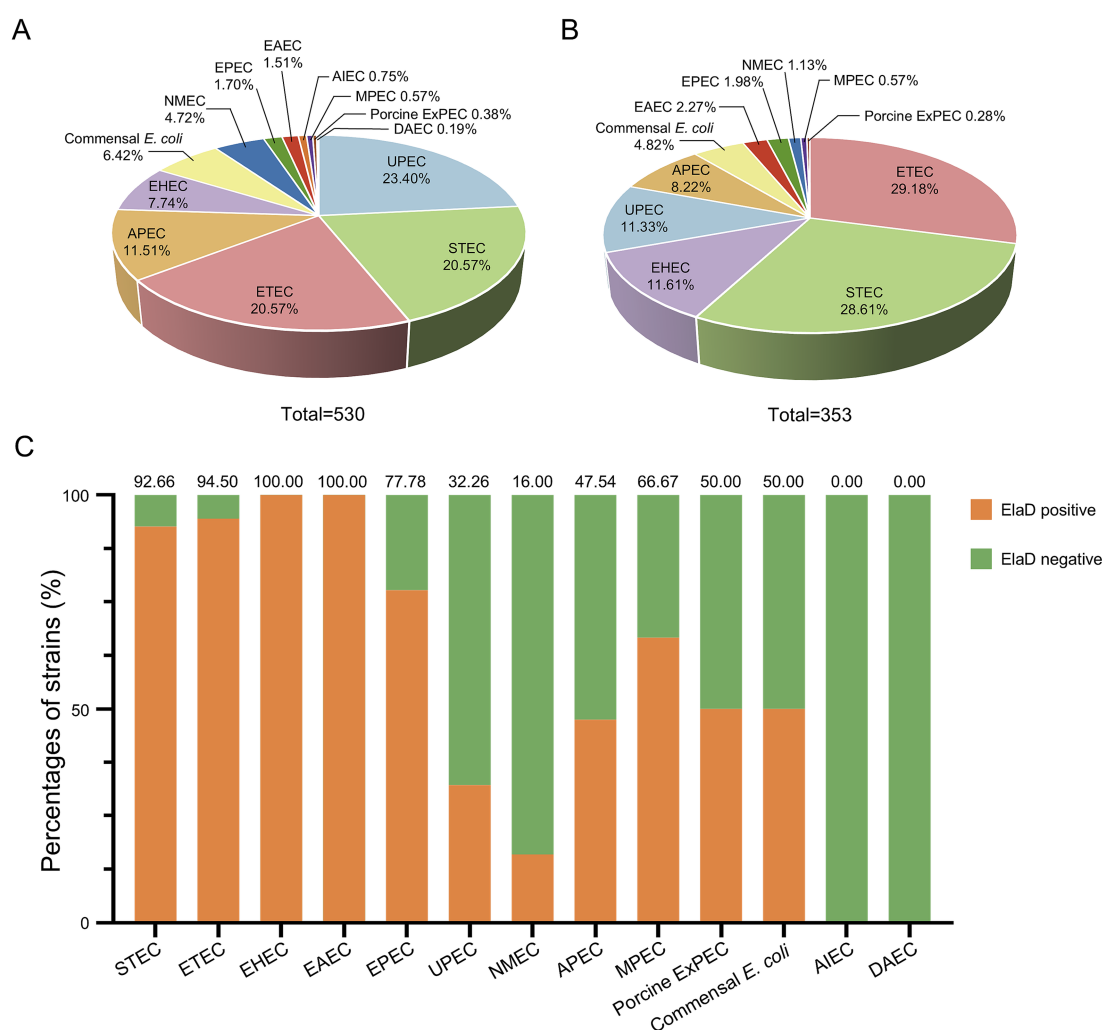 A
EAEC
1.51%
EPEC
1.70%
AIEC 0.75%
MPEC 0.57%
NMEC
4.72%
Porcine ExPEC 0.38%
DAEC 0.19%
Commensal E. coli
6.42%
UPEC
23.40%
EHEC
7.74%
APEC
11.51%
STEC
20.57%
ETEC
20.57%
Total=530
B
NMEC 1.13%
EPEC 1.98%
MPEC 0.57%
EAEC 2.27%
Porcine ExPEC 0.28%
Commensal E. coli
4.82%
ETEC
29.18%
APEC
8.22%
UPEC
11.33%
EHEC
11.61%
STEC
28.61%
Total=353
C
92.66 94.50 100.00 100.00 77.78 32.26 16.00 47.54 66.67 50.00 50.00 0.00 0.00
100
50
0
Percentages of strains (%)
ElaD positive
ElaD negative
STEC
ETEC
EHEC
EAEC
EPEC
UPEC
NMEC
APEC
MPEC
Porcine ExPEC
Commensal E. coli
AIEC
DAEC